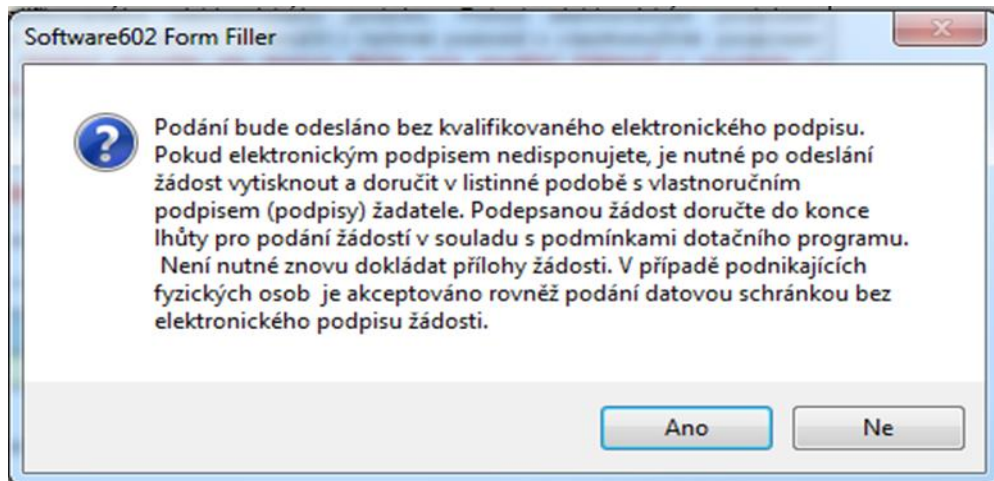 Software602 Form Filler
Podání bude odesláno bez kvalifikovaného elektronického podpisu.
Pokud elektronickým podpisem nedisponujete, je nutné po odeslání
žádost vytisknout a doručit v listinné podobě s vlastnoručním
podpisem (podpisy) žadatele. Podepsanou žádost doručte do konce
lhůty pro podání žádostí v souladu s podmínkami dotačního programu.
Není nutné znovu dokládat přílohy žádosti. V případě podnikajících
fyzických osob  je akceptováno rovněž podání datovou schránkou bez
elektronického podpisu žádosti.
Ano
Ne